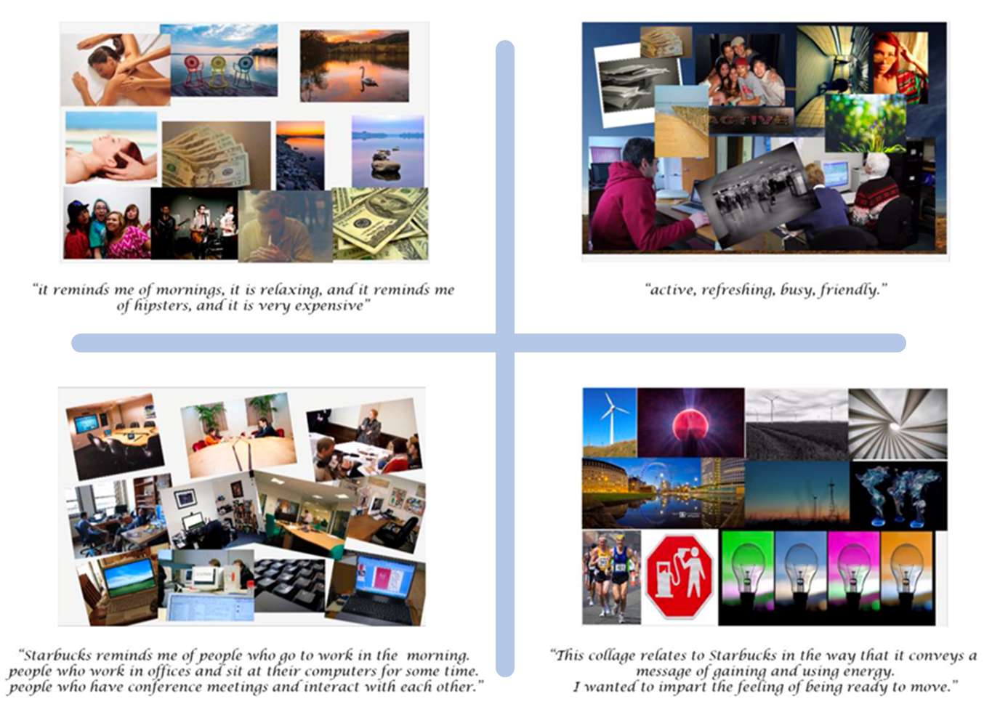 ACTIVE
“it reminds me of mornings, it is relaxing, and it reminds me
of hipsters, and it is very expensive”
“active, refreshing, busy, friendly.”
“Starbucks reminds me of people who go to work in the  morning.
people who work in offices and sit at their computers for some time.
people who have conference meetings and interact with each other.”
“This collage relates to Starbucks in the way that it conveys a
message of gaining and using energy.
I wanted to impart the feeling of being ready to move.”